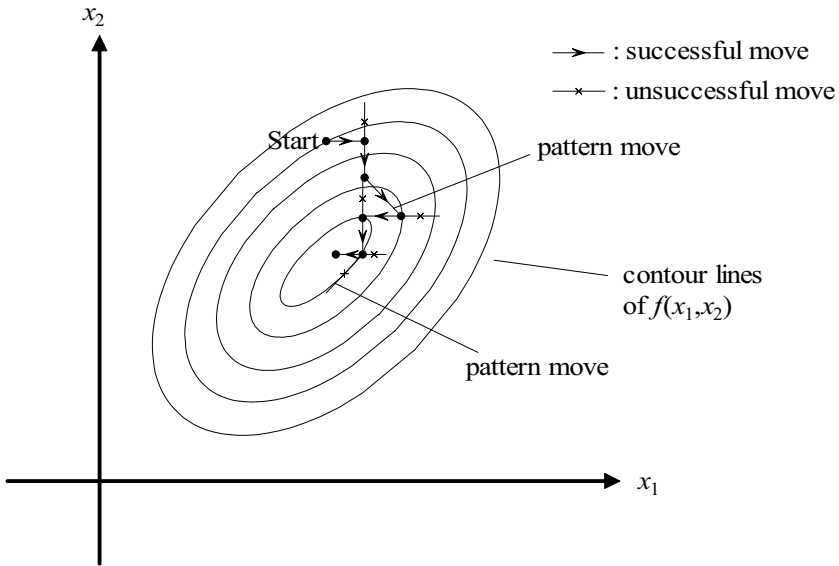 x2
: successful move
: unsuccessful move
Start
pattern move
contour lines
of f(x1,x2)
pattern move
x1